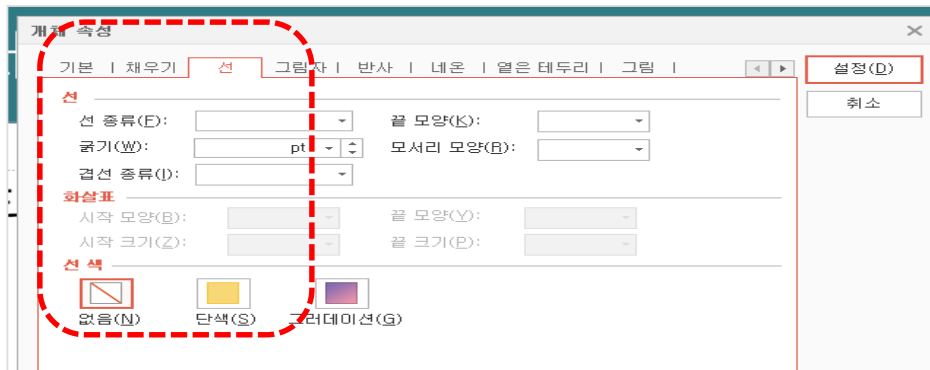 개체 속성
기본 | 채우기 | 선 | 그림자 | 반사 | 네온 | 옅은 테두리 | 그림 |
설정(D)
취소
선
선 종류(F): 끝 모양(K):
굵기(W): pt 모서리 모양(R):
겹선 종류(I):
화살표
시작 모양(B): 끝 모양(Y):
시작 크기(Z): 끝 크기(P):
선 색
없음(N) 단색(S) 그러데이션(G)